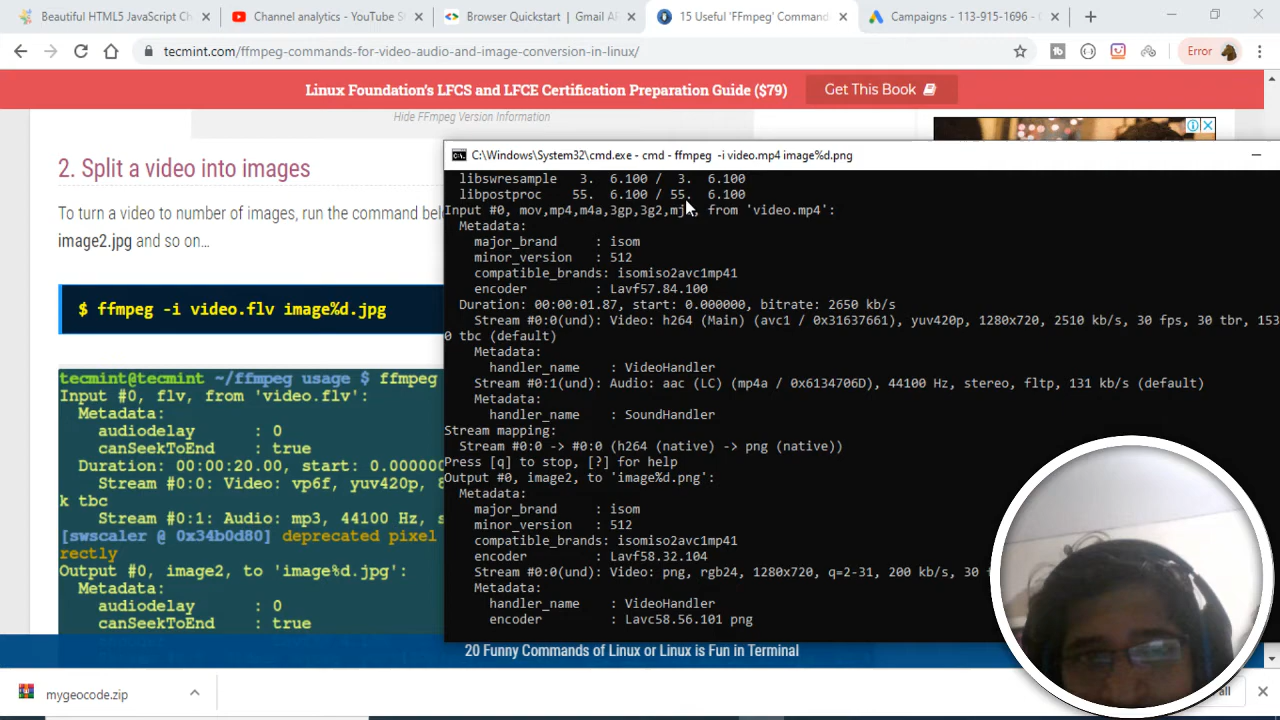 Beautiful HTML5 JavaScript Ch
Channel analytics - YouTube S
Browser Quickstart | Gmail AP
15 Useful 'FFmpeg' Command
Campaigns - 113-915-1696 - G
tecmint.com/ffmpeg-commands-for-video-audio-and-image-conversion-in-linux/
Error
Linux Foundation's LFCS and LFCE Certification Preparation Guide ($79)
Get This Book
Hide FFmpeg Version Information
2. Split a video into images
To turn a video to number of images, run the command bel
image2.jpg and so on…
$ ffmpeg -i video.flv image%d.jpg
tecmint@tecmint ~/ffmpeg usage $ ffmpeg
Input #0, flv, from 'video.flv':
Metadata:
audiodelay : 0
canSeekToEnd : true
Duration: 00:00:20.00, start: 0.000000
Stream #0:0: Video: vp6f, yuv420p, 8
k tbc
Stream #0:1: Audio: mp3, 44100 Hz, s
[swscaler @ 0x34b0d80] deprecated pixel
rectly
Output #0, image2, to 'image%d.jpg':
Metadata:
audiodelay : 0
canSeekToEnd : true
C:\Windows\System32\cmd.exe - cmd - ffmpeg -i video.mp4 image%d.png
libswresample 3. 6.100 / 3. 6.100
libpostproc 55. 6.100 / 55. 6.100
Input #0, mov,mp4,m4a,3gp,3g2,mj, from 'video.mp4':
Metadata:
major_brand : isom
minor_version : 512
compatible_brands: isomiso2avc1mp41
encoder : Lavf57.84.100
Duration: 00:00:01.87, start: 0.000000, bitrate: 2650 kb/s
Stream #0:0(und): Video: h264 (Main) (avc1 / 0x31637661), yuv420p, 1280x720, 2510 kb/s, 30 fps, 30 tbr, 153
0 tbc (default)
Metadata:
handler_name : VideoHandler
Stream #0:1(und): Audio: aac (LC) (mp4a / 0x6134706D), 44100 Hz, stereo, fltp, 131 kb/s (default)
Metadata:
handler_name : SoundHandler
Stream mapping:
Stream #0:0 -> #0:0 (h264 (native) -> png (native))
Press [q] to stop, [?] for help
Output #0, image2, to 'image%d.png':
Metadata:
major_brand : isom
minor_version : 512
compatible_brands: isomiso2avc1mp41
encoder : Lavf58.32.104
Stream #0:0(und): Video: png, rgb24, 1280x720, q=2-31, 200 kb/s, 30 f
Metadata:
handler_name : VideoHandler
encoder : Lavc58.56.101 png
20 Funny Commands of Linux or Linux is Fun in Terminal
mygeocode.zip
all